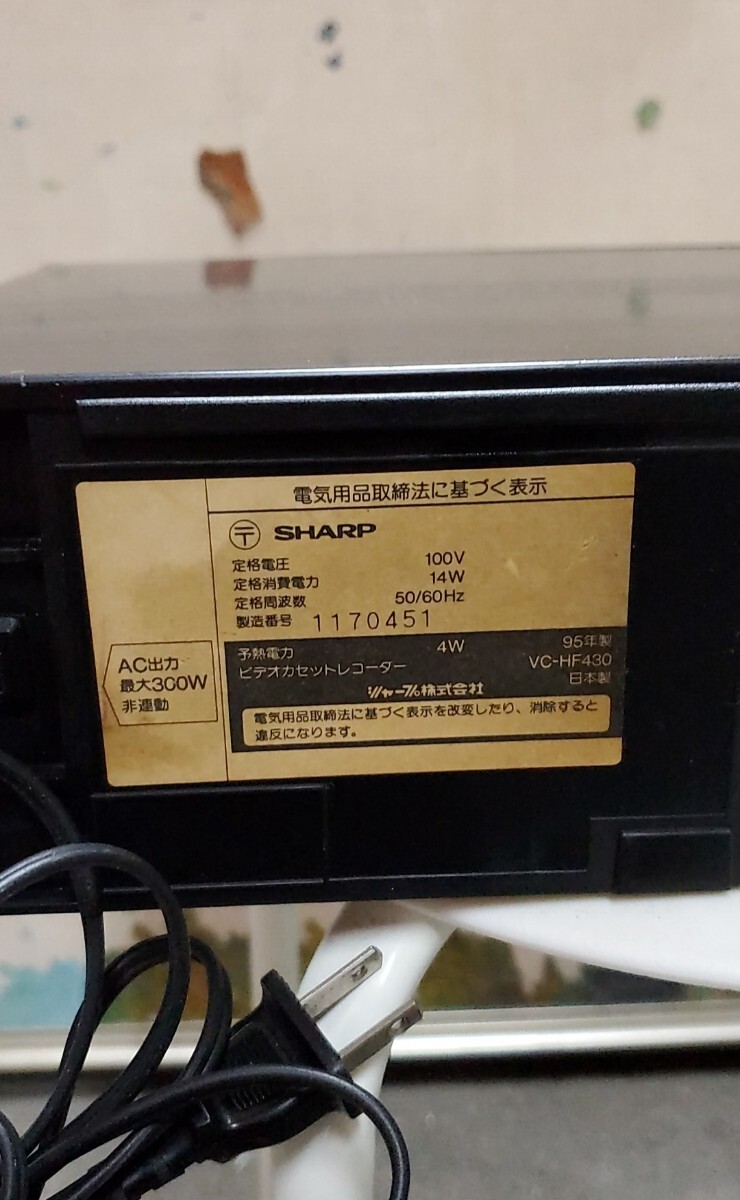 電気用品取締法に基づく表示
〒 SHARP
定格電圧 100V
定格消費電力 14W
定格周波数 50/60Hz
製造番号 1170451
予熱電力 4W 95年製
ビデオカセットレコーダー VC-HF430
日本製
シャープ株式会社
電気用品取締法に基づく表示を改変したり、消除すると
違反になります。
AC出力
最大300W
非連動